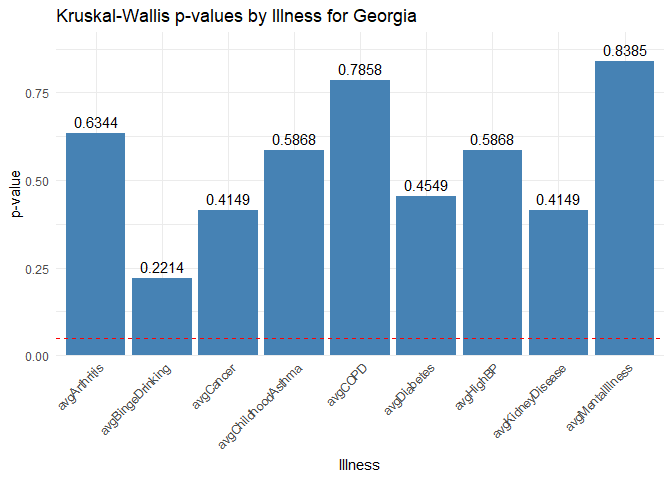 Kruskal-Wallis p-values by Illness for Georgia
p-value
0.75
0.50
0.25
0.00
0.6344
0.2214
0.4149
0.5868
0.7858
0.4549
0.5868
0.4149
0.8385
avgArthritis
avgBingeDrinking
avgCancer
avgChildhoodAsthma
avgCOPD
avgDiabetes
avgHighBP
avgKidneyDisease
avgMentalIllness
Illness